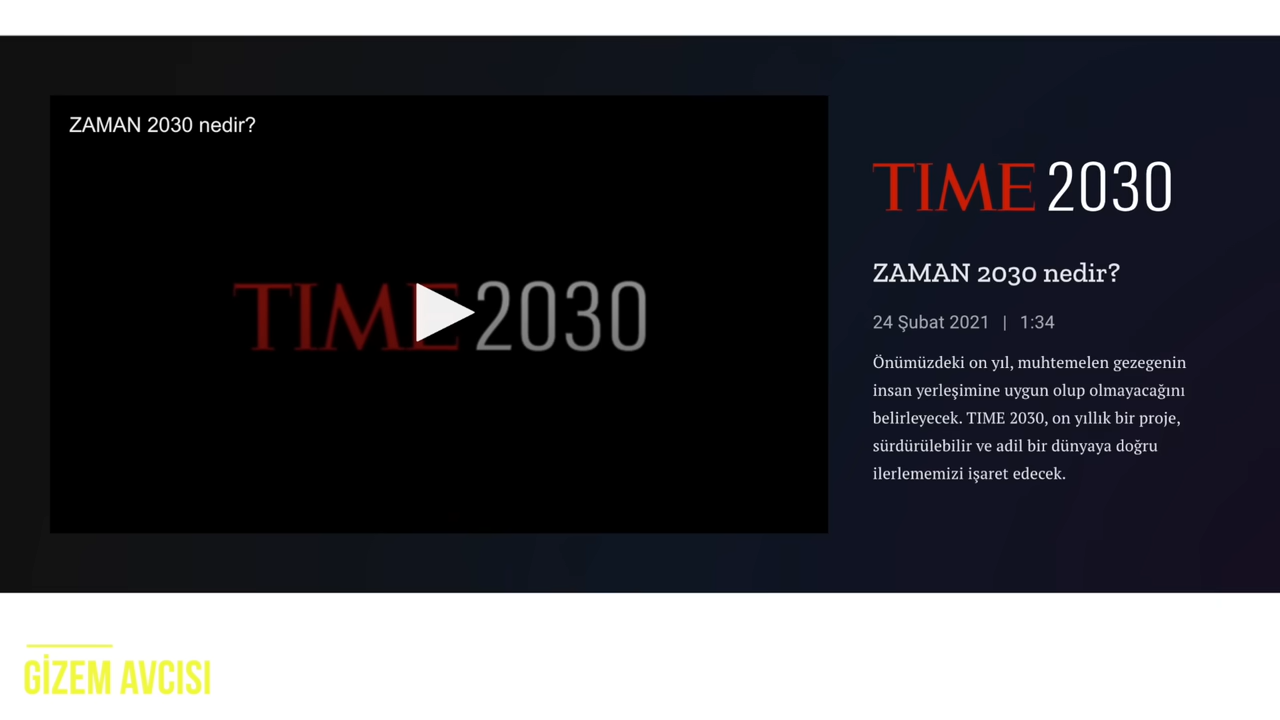 ZAMAN 2030 nedir?
TIME 2030
TIME 2030
ZAMAN 2030 nedir?
24 Şubat 2021 | 1:34
Önümüzdeki on yıl, muhtemelen gezegenin
insan yerleşimine uygun olup olmayacağını
belirleyecek. TIME 2030, on yıllık bir proje,
sürdürülebilir ve adil bir dünyaya doğru
ilerlememizi işaret edecek.
GİZEM AVCISI